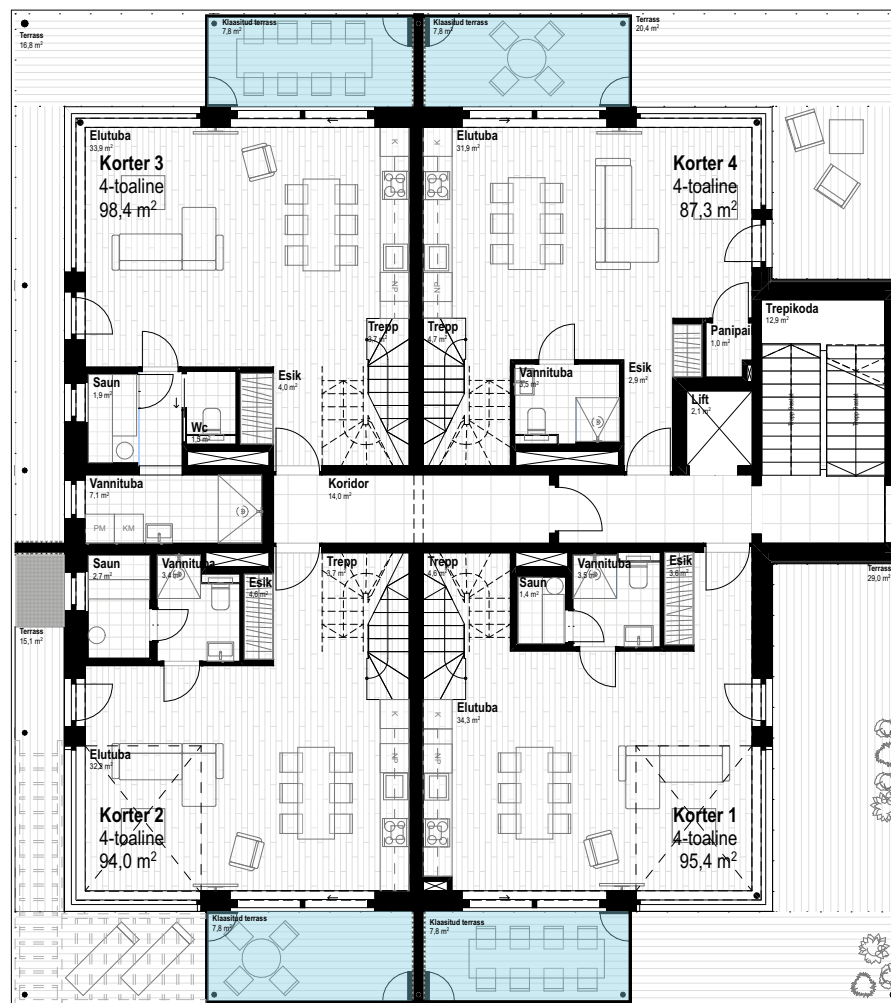 Klaasitud terrass
7,8 m²
Klaasitud terrass
7,8 m²
Terrass
20,4 m²
Terrass
16,8 m²
Elutuba
33,9 m²
Korter 3
4-toaline
98,4 m²
K
NP
K
NP
Elutuba
31,9 m²
Korter 4
4-toaline
87,3 m²
Trepp
3,7 m²
Trepp
4,7 m²
Panipai
1,0 m²
Trepikoda
12,9 m²
Saun
1,9 m²
Wc
Esik
4,0 m²
Vannituba
3,5 m²
Esik
2,9 m²
Lift
2,1 m²
Vannituba
7,1 m²
PM
KM
Koridor
14,0 m²
Saun
2,7 m²
Vannituba
3,4 m²
Esik
4,6 m²
Trepp
3,7 m²
Trepp
4,6 m²
Saun
1,4 m²
Vannituba
3,5 m²
Esik
3,6 m²
Terrass
29,0 m²
Terrass
15,1 m²
Elutuba
Korter 2
4-toaline
94,0 m²
K
NP
K
NP
Elutuba
34,3 m²
Korter 1
4-toaline
95,4 m²
Klaasitud terrass
7,8 m²
Klaasitud terrass
7,8 m²